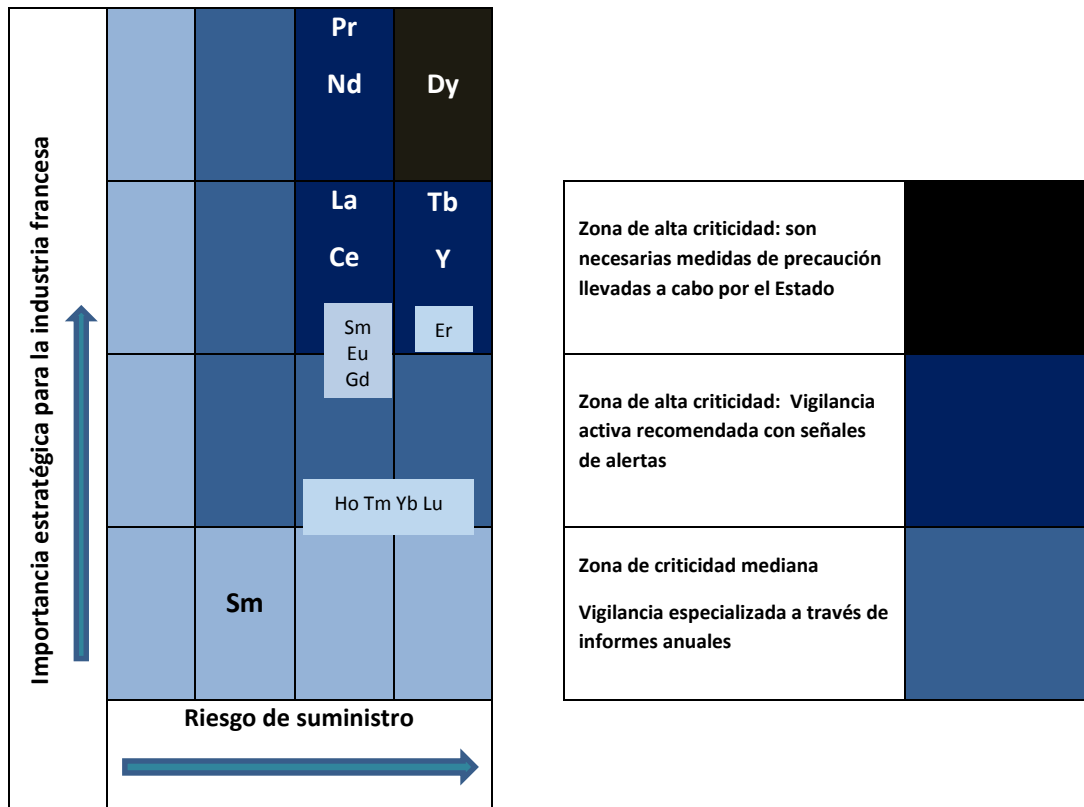 Importancia estratégica para la industria francesa
Pr
Nd
Dy
La
Ce
Tb
Y
Sm
Eu
Gd
Er
Ho Tm Yb Lu
Sm
Riesgo de suministro
Zona de alta criticidad: son
necesarias medidas de precaución
llevadas a cabo por el Estado
Zona de alta criticidad: Vigilancia
activa recomendada con señales
de alertas
Zona de criticidad mediana
Vigilancia especializada a través de
informes anuales